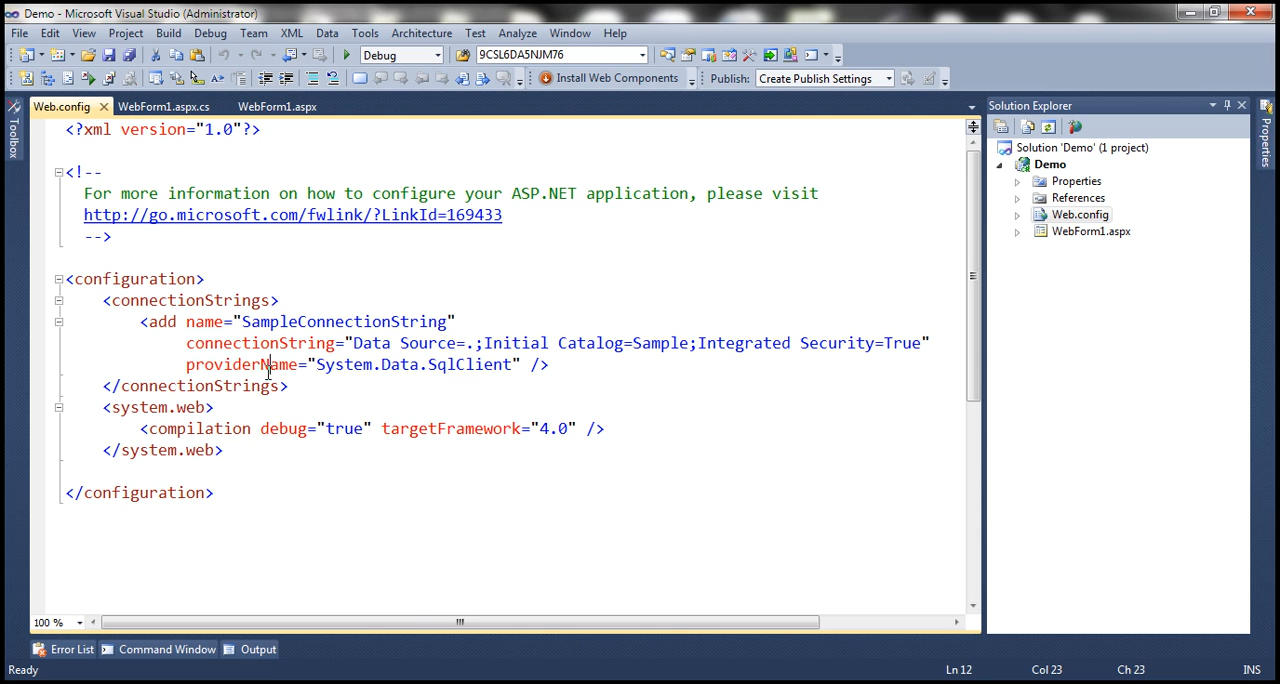 Demo - Microsoft Visual Studio (Administrator)
File Edit View Project Build Debug Team XML Data Tools Architecture Test Analyze Window Help
Debug 9CSL6DA5NJM76
Install Web Components Publish: Create Publish Settings
Web.config WebForm1.aspx.cs WebForm1.aspx
Toolbox
<?xml version="1.0"?>
<!--
For more information on how to configure your ASP.NET application, please visit
http://go.microsoft.com/fwlink/?LinkId=169433
-->
<configuration>
<connectionStrings>
<add name="SampleConnectionString"
connectionString="Data Source=.;Initial Catalog=Sample;Integrated Security=True"
providerName="System.Data.SqlClient" />
</connectionStrings>
<system.web>
<compilation debug="true" targetFramework="4.0" />
</system.web>
</configuration>
100 %
Solution Explorer
Solution 'Demo' (1 project)
Demo
Properties
References
Web.config
WebForm1.aspx
Properties
Error List Command Window Output
Ready Ln 12 Col 23 Ch 23 INS